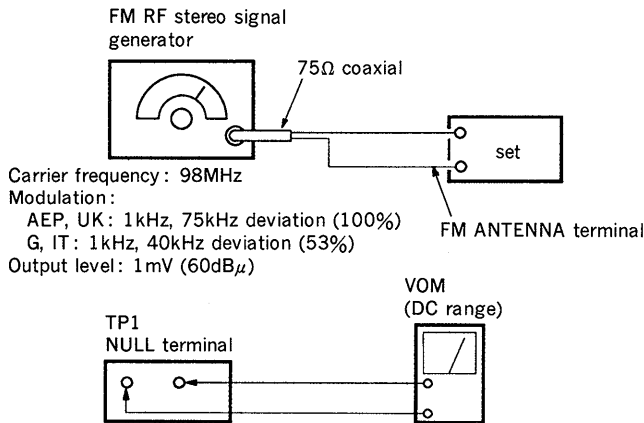 FM RF stereo signal
generator
75Ω coaxial
set
Carrier frequency : 98MHz
Modulation :
AEP, UK : 1kHz, 75kHz deviation (100%)
G, IT : 1kHz, 40kHz deviation (53%)
Output level : 1mV (60dBμ)
FM ANTENNA terminal
VOM
(DC range)
TP1
NULL terminal